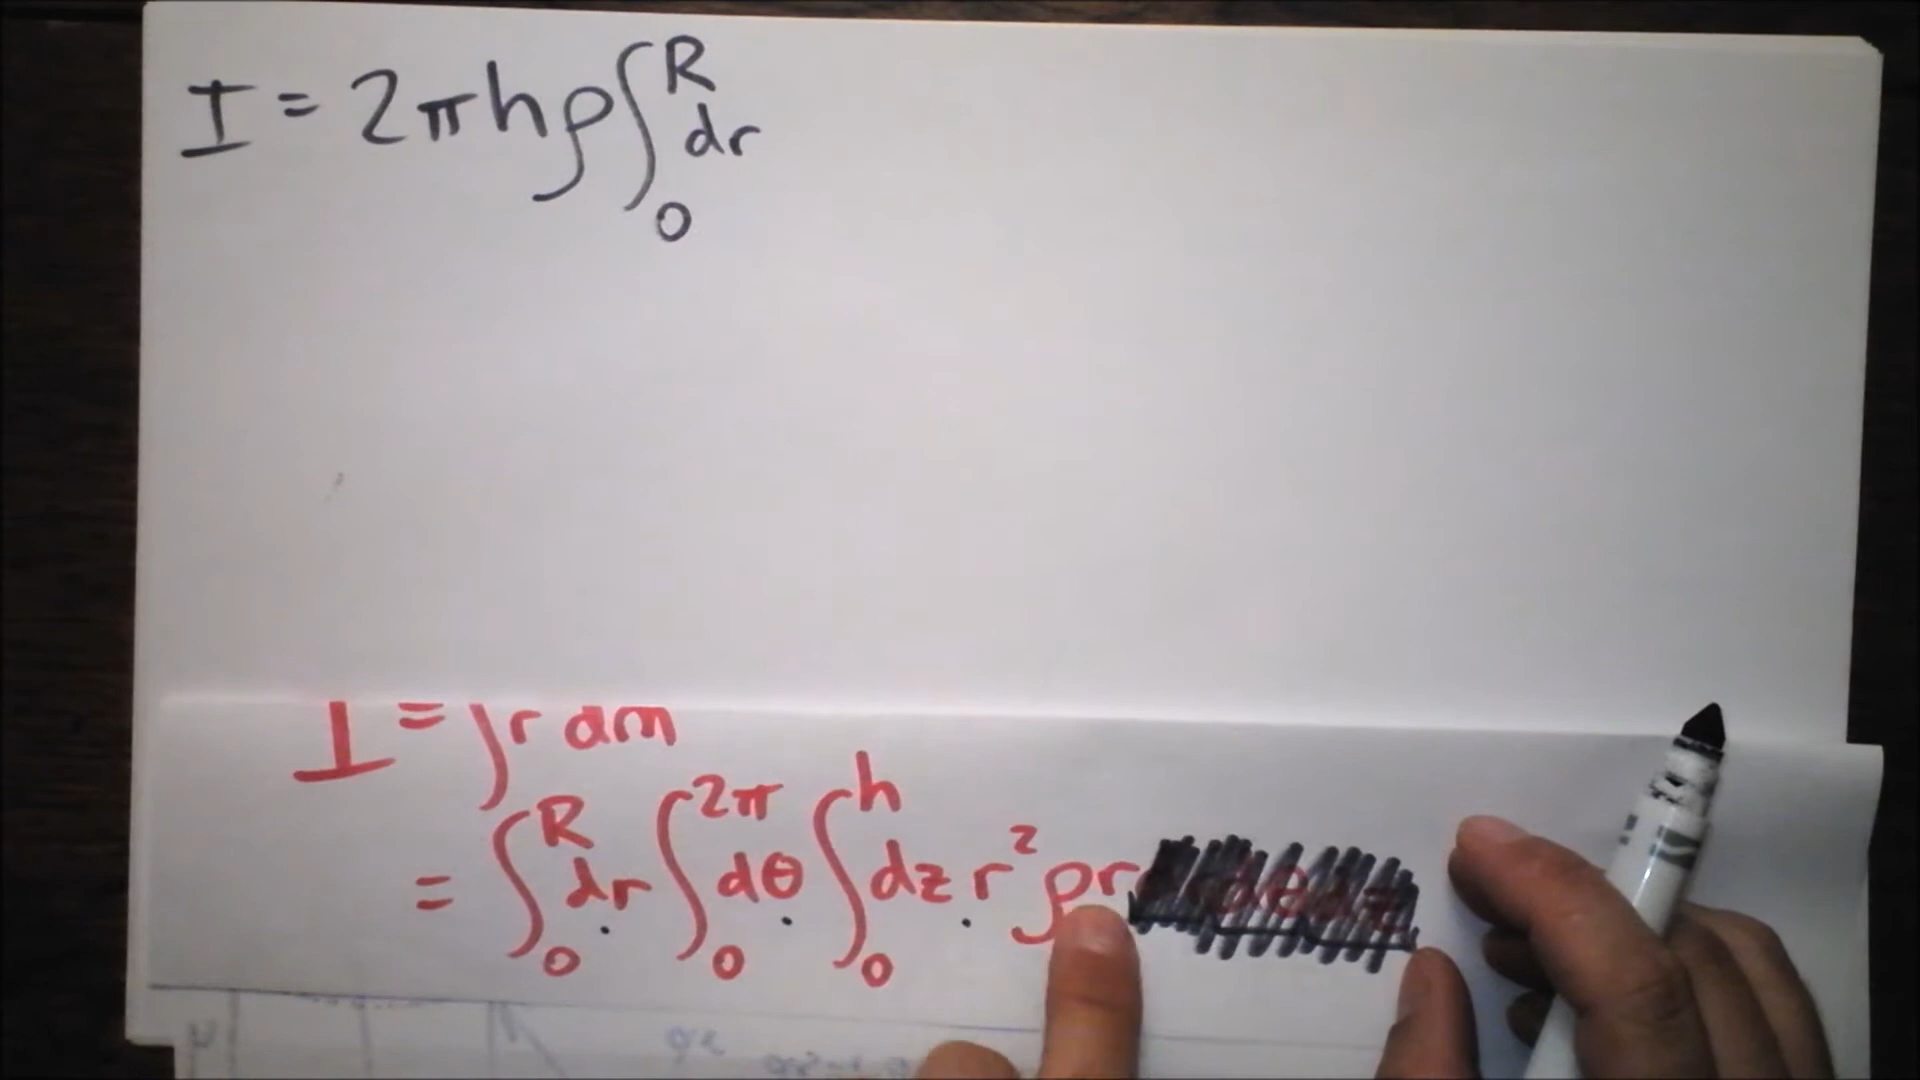 I = 2πhρ∫₀ᴿ dr
I = ∫ r dm
= ∫₀ᴿ dr ∫₀²π dθ ∫₀ʰ dz r² ρr